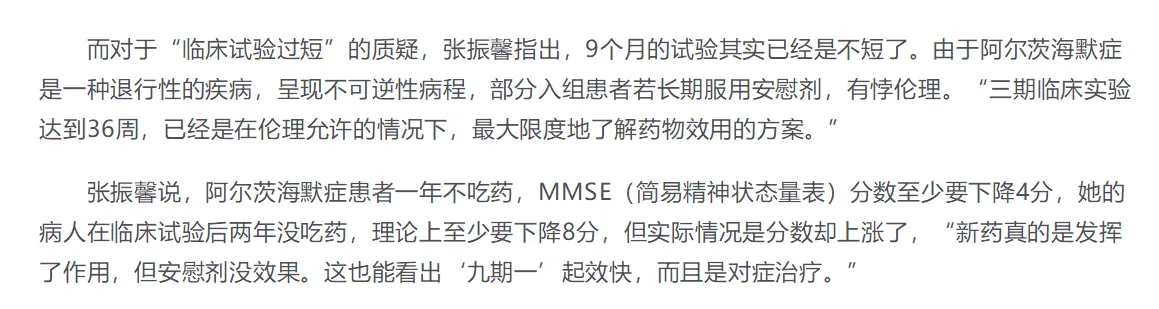 而对于“临床试验过短”的质疑，张振馨指出，9个月的试验其实已经是不短了。由于阿尔茨海默症
是一种退行性的疾病，呈现不可逆性病程，部分入组患者若长期服用安慰剂，有悖伦理。“三期临床实验
达到36周，已经是在伦理允许的情况下，最大限度地了解药物效用的方案。”
张振馨说，阿尔茨海默症患者一年不吃药，MMSE（简易精神状态量表）分数至少要下降4分，她的
病人在临床试验后两年没吃药，理论上至少要下降8分，但实际情况是分数却上涨了，“新药真的是发挥
了作用，但安慰剂没效果。这也能看出‘九期一’起效快，而且是对症治疗。”